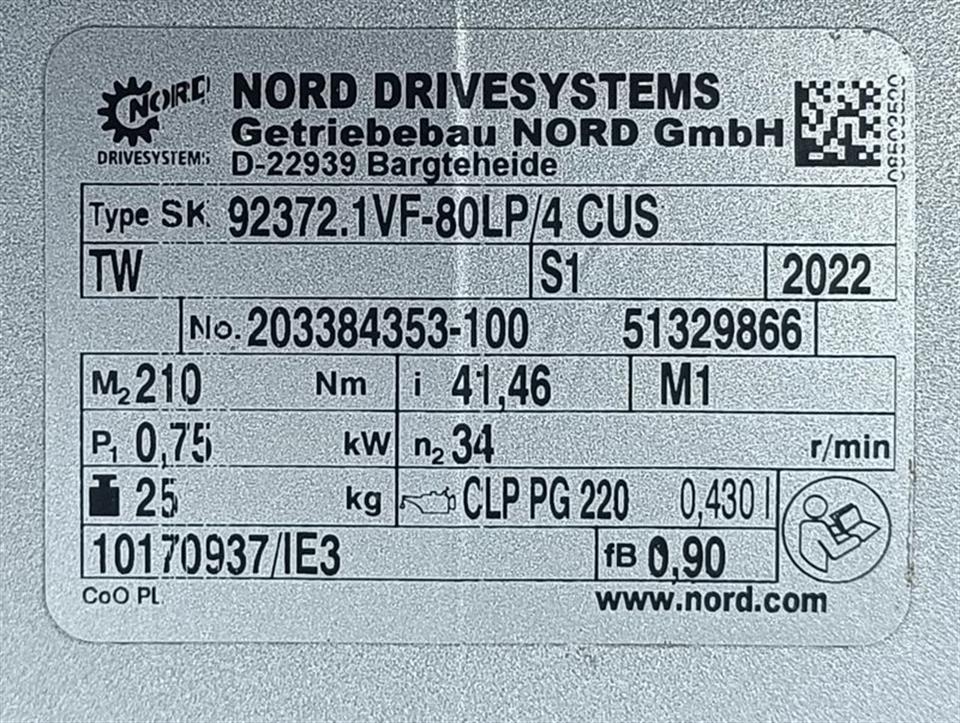 NORD
DRIVESYSTEMS
NORD DRIVESYSTEMS
Getriebebau NORD GmbH
D-22939 Bargteheide
Type SK 92372.1VF-80LP/4 CUS
TW S1 2022
No. 203384353-100 51329866
M2 210 Nm i 41,46 M1
P1 0,75 kW n2 34 r/min
25 kg CLP PG 220 0,430 l
10170937/IE3 fB 0,90
CoO PL www.nord.com